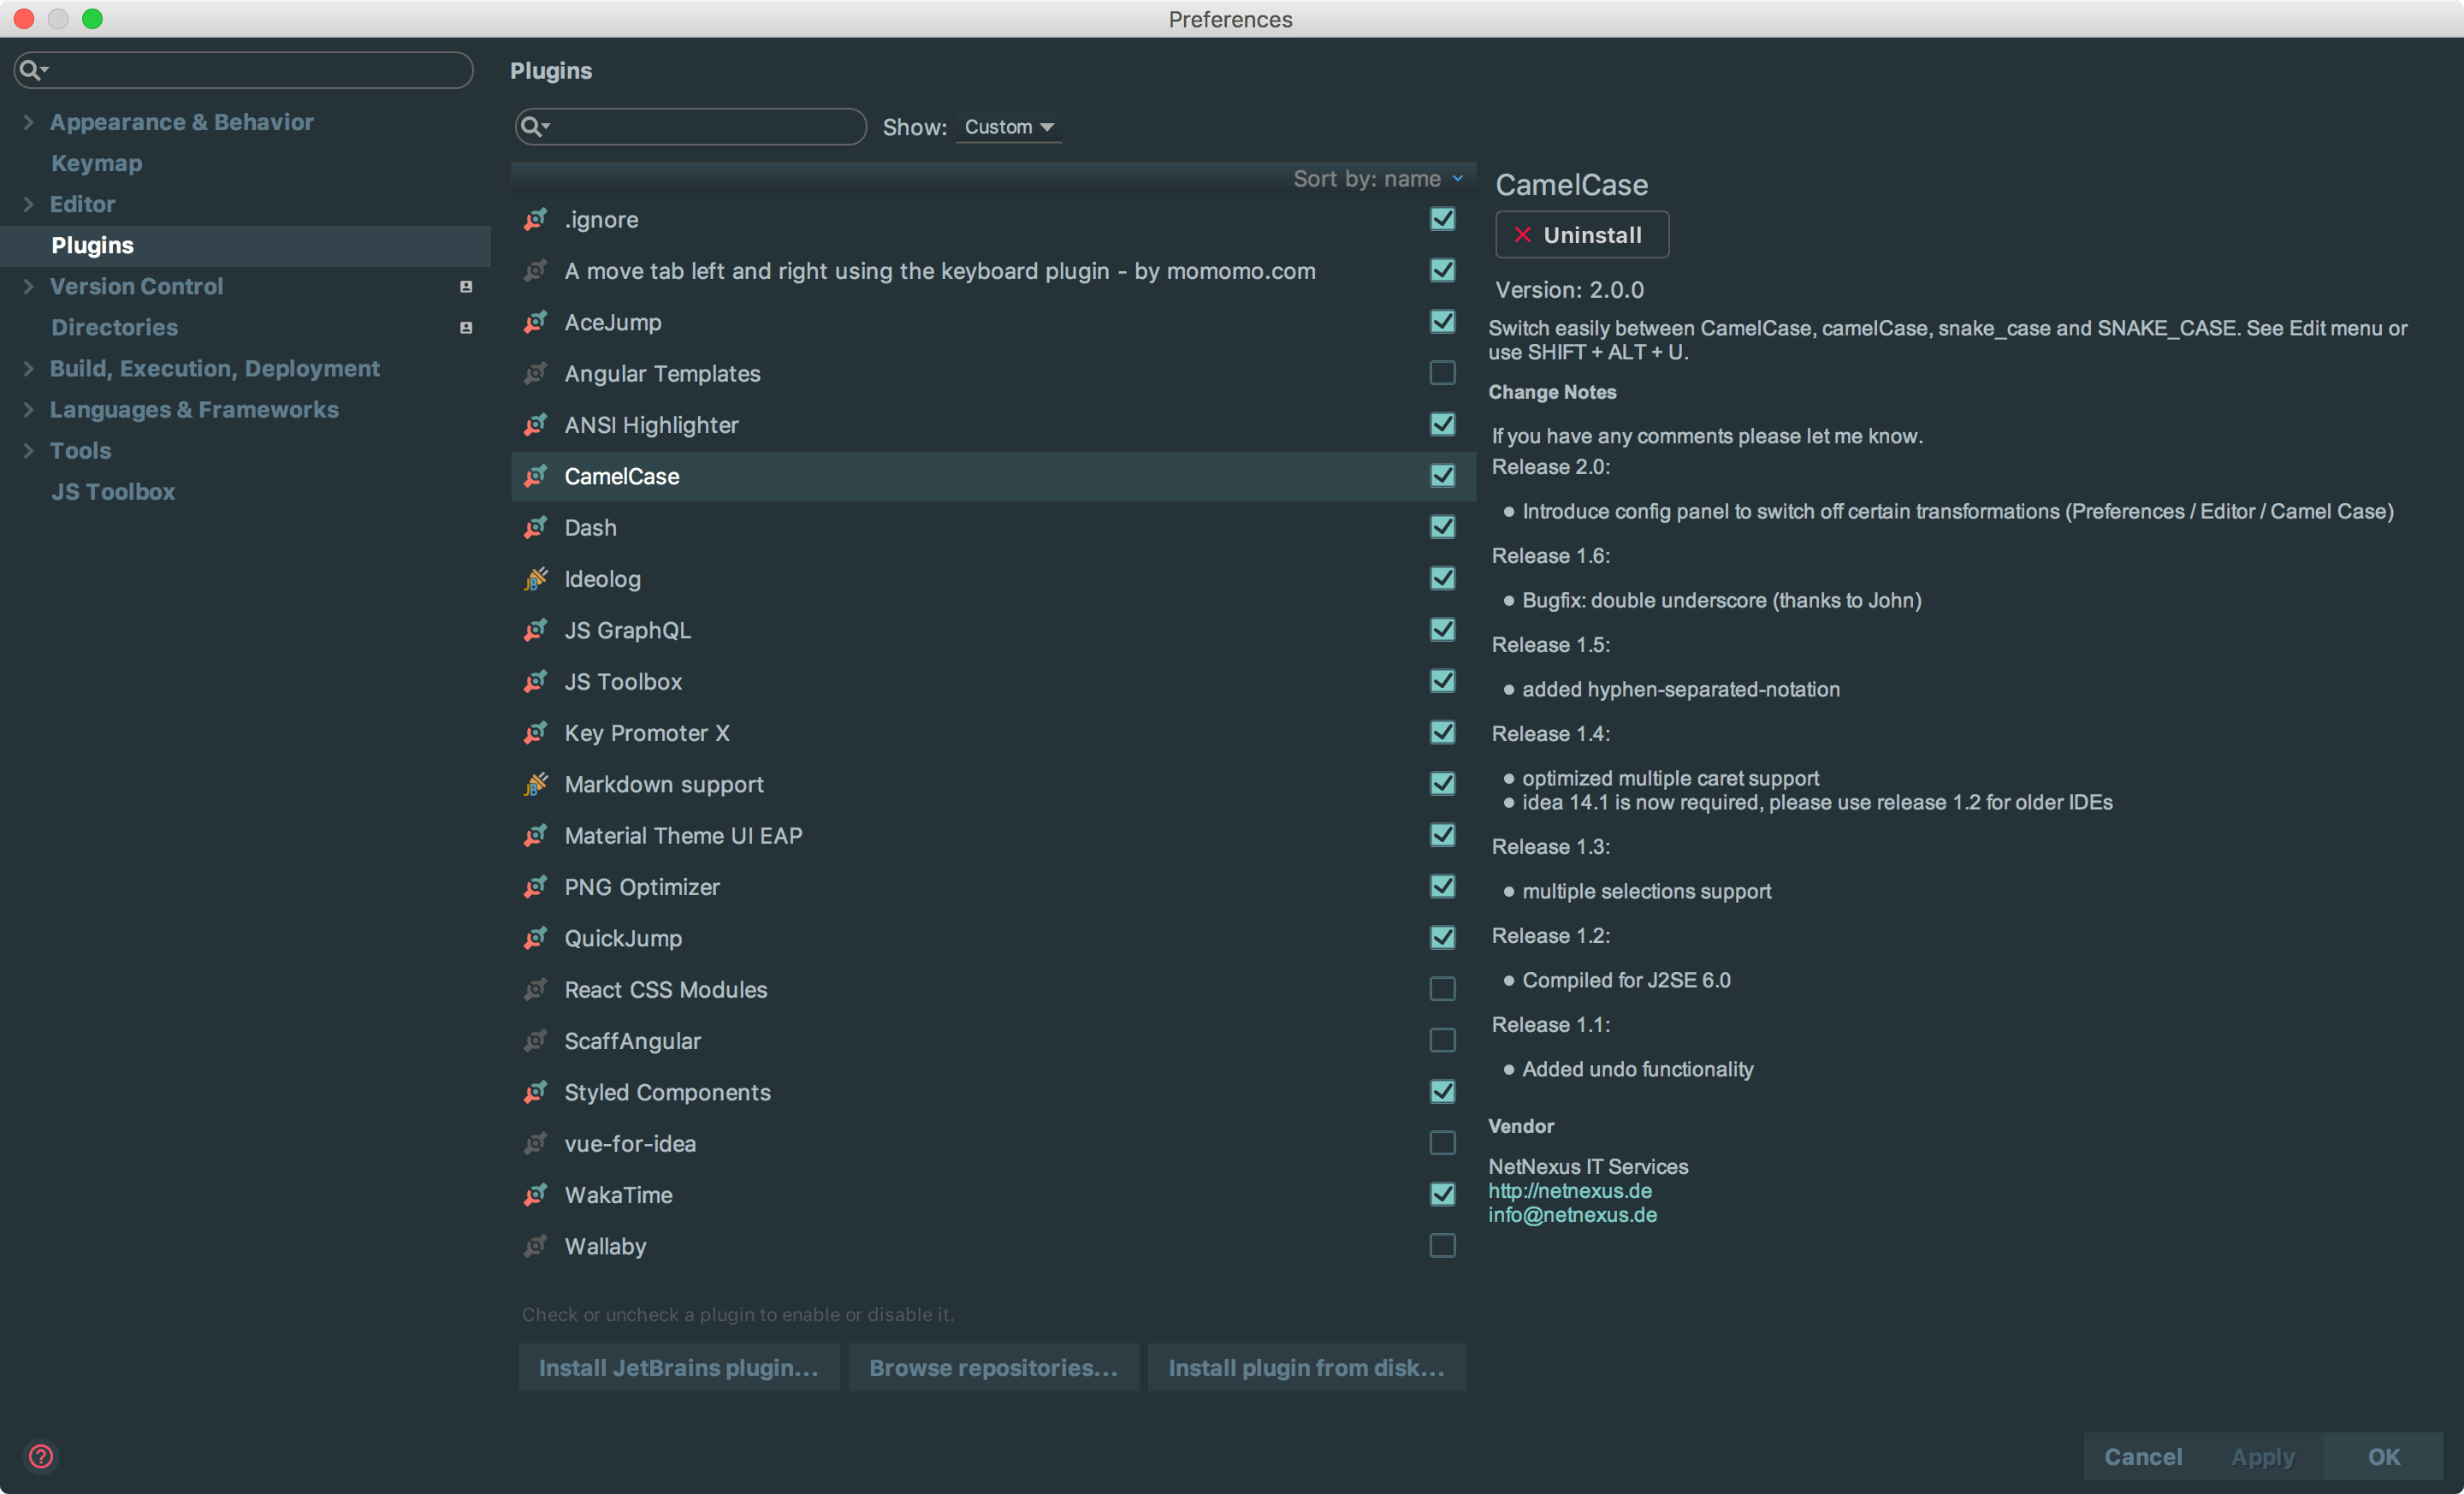 Preferences
Appearance & Behavior
Keymap
Editor
Plugins
Version Control
Directories
Build, Execution, Deployment
Languages & Frameworks
Tools
JS Toolbox
Plugins
Show: Custom
Sort by: name
.ignore
A move tab left and right using the keyboard plugin - by momomo.com
AceJump
Angular Templates
ANSI Highlighter
CamelCase
Dash
Ideolog
JS GraphQL
JS Toolbox
Key Promoter X
Markdown support
Material Theme UI EAP
PNG Optimizer
QuickJump
React CSS Modules
ScaffAngular
Styled Components
vue-for-idea
WakaTime
Wallaby
Check or uncheck a plugin to enable or disable it.
Install JetBrains plugin...
Browse repositories...
Install plugin from disk...
CamelCase
Uninstall
Version: 2.0.0
Switch easily between CamelCase, camelCase, snake_case and SNAKE_CASE. See Edit menu or
use SHIFT + ALT + U.
Change Notes
If you have any comments please let me know.
Release 2.0:
• Introduce config panel to switch off certain transformations (Preferences / Editor / Camel Case)
Release 1.6:
• Bugfix: double underscore (thanks to John)
Release 1.5:
• added hyphen-separated-notation
Release 1.4:
• optimized multiple caret support
• idea 14.1 is now required, please use release 1.2 for older IDEs
Release 1.3:
• multiple selections support
Release 1.2:
• Compiled for J2SE 6.0
Release 1.1:
• Added undo functionality
Vendor
NetNexus IT Services
http://netnexus.de
info@netnexus.de
?
Cancel
Apply
OK